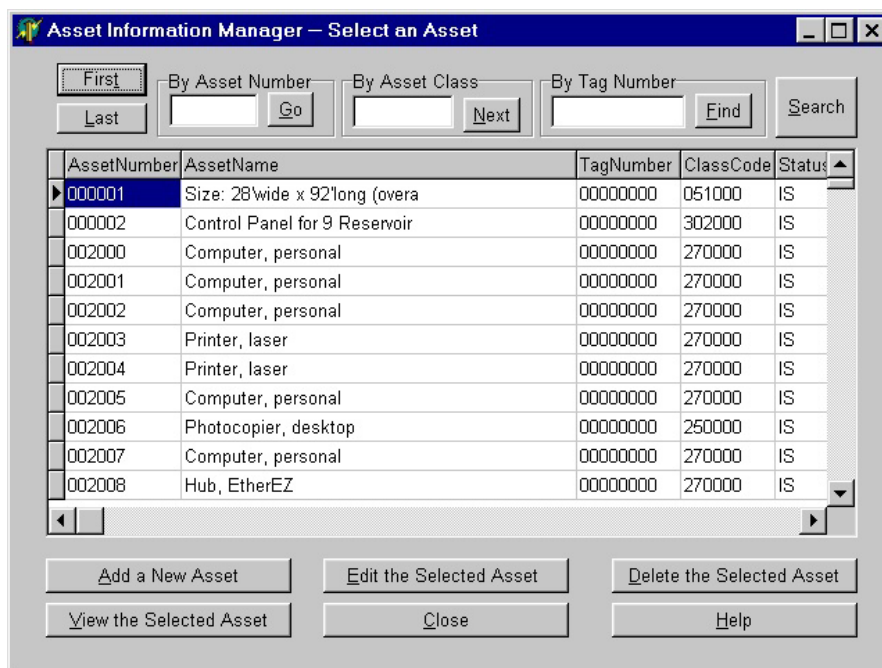 Asset Information Manager – Select an Asset
First By Asset Number By Asset Class By Tag Number Search
Last Go Next Find
AssetNumber AssetName TagNumber ClassCode Status
000001 Size: 28'wide x 92'long (overa 00000000 051000 IS
000002 Control Panel for 9 Reservoir 00000000 302000 IS
002000 Computer, personal 00000000 270000 IS
002001 Computer, personal 00000000 270000 IS
002002 Computer, personal 00000000 270000 IS
002003 Printer, laser 00000000 270000 IS
002004 Printer, laser 00000000 270000 IS
002005 Computer, personal 00000000 270000 IS
002006 Photocopier, desktop 00000000 250000 IS
002007 Computer, personal 00000000 270000 IS
002008 Hub, EtherEZ 00000000 270000 IS
Add a New Asset Edit the Selected Asset Delete the Selected Asset
View the Selected Asset Close Help